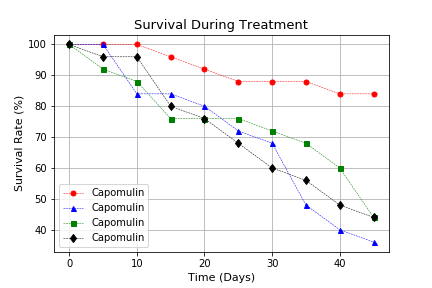 Survival During Treatment
Survival Rate (%)
100
90
80
70
60
50
40
Capomulin
Capomulin
Capomulin
Capomulin
0
10
20
30
40
Time (Days)